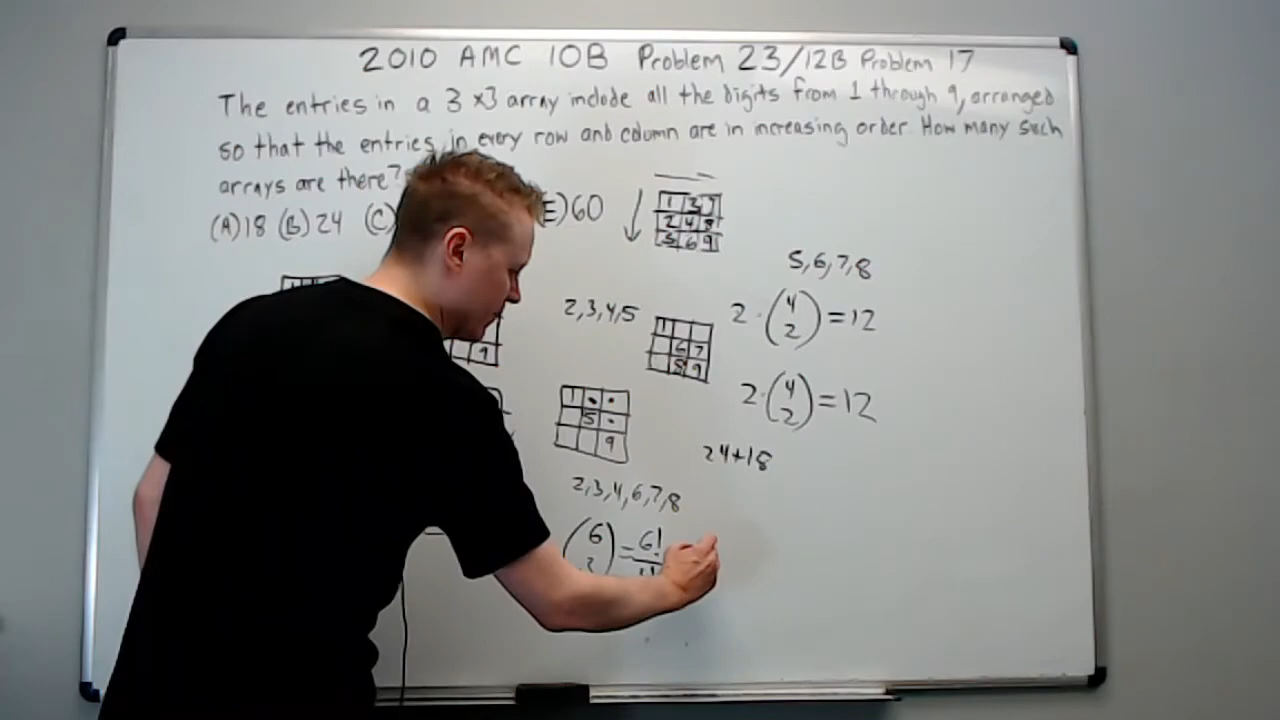 2010 AMC 10B Problem 23/12B Problem 17
The entries in a 3x3 array include all the digits from 1 through 9, arranged
so that the entries in every row and column are in increasing order. How many such
arrays are there?
(A)18 (B)24 (C) E)60
1 3 7
2 4 8
5 6 9
5,6,7,8
2,3,4,5
2·(4 2)=12
1
6 7
8 9
9
2·(4 2)=12
1
5
9
24+18
2,3,4,6,7,8
(6 =6!